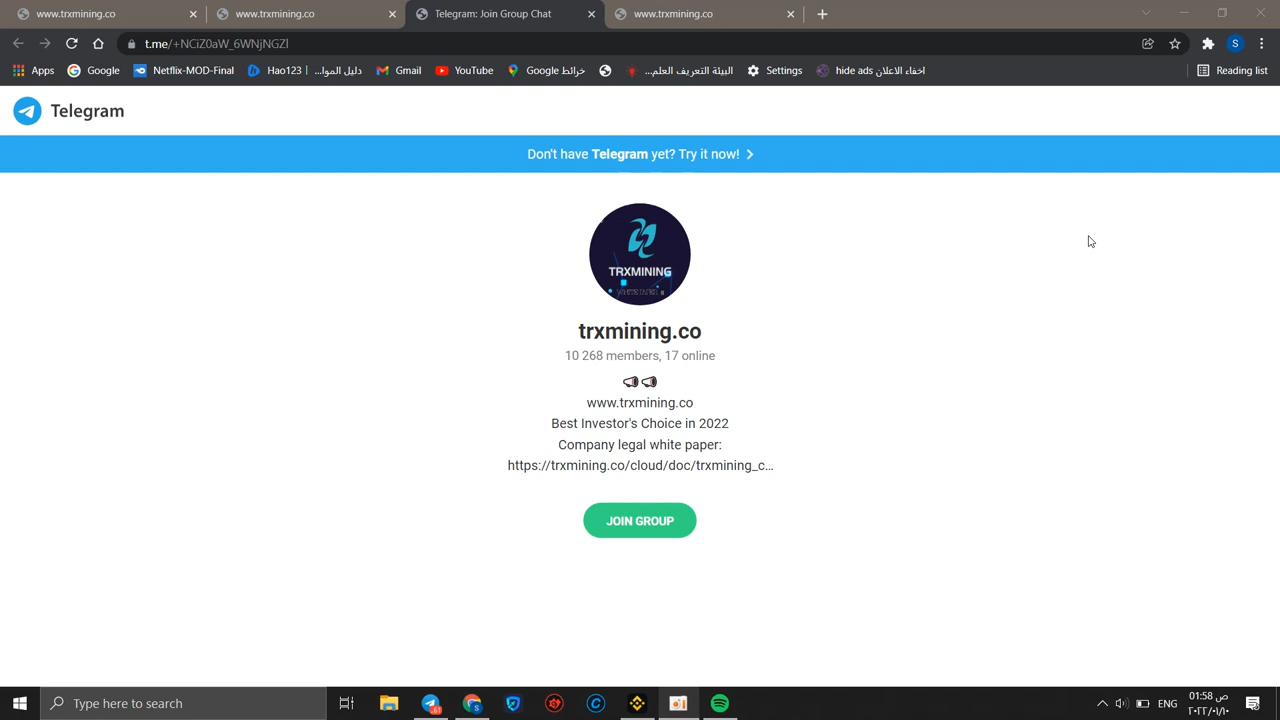 www.trxmining.co
www.trxmining.co
Telegram: Join Group Chat
www.trxmining.co
t.me/+NCiZ0aW_6WNjNGZl
S
Apps
Google
Netflix-MOD-Final
Hao123 | دليل الموا...
Gmail
YouTube
خرائط Google
البيئة التعريف العلم...
Settings
hide ads اخفاء الاعلان
Reading list
Telegram
Don't have Telegram yet? Try it now!
TRXMINING
trxmining.co
10 268 members, 17 online
www.trxmining.co
Best Investor's Choice in 2022
Company legal white paper:
https://trxmining.co/cloud/doc/trxmining_c...
JOIN GROUP
Type here to search
ENG
01:58 ص